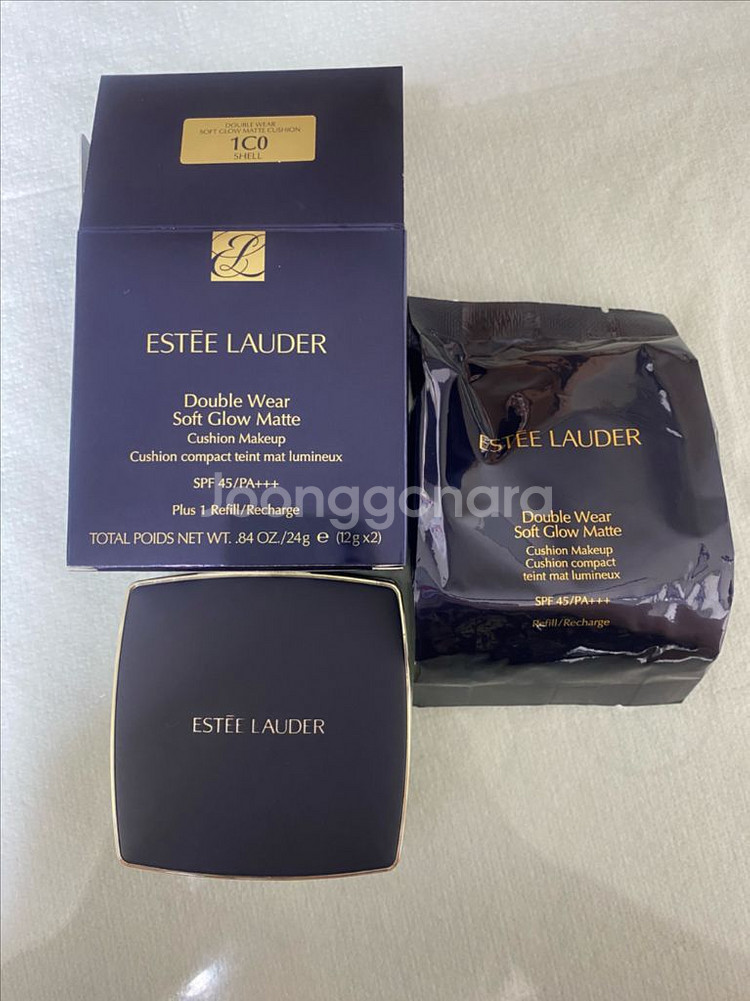 DOUBLE WEAR
SOFT GLOW MATTE CUSHION
1C0
SHELL
ESTĒE LAUDER
Double Wear
Soft Glow Matte
Cushion Makeup
Cushion compact teint mat lumineux
SPF 45/PA+++
Plus 1 Refill/Recharge
TOTAL POIDS NET WT. .84 OZ./24g e (12g x2)
ESTĒE LAUDER
Double Wear
Soft Glow Matte
Cushion Makeup
Cushion compact
teint mat lumineux
SPF 45/PA+++
Refill/Recharge
ESTĒE LAUDER
Joonggonara